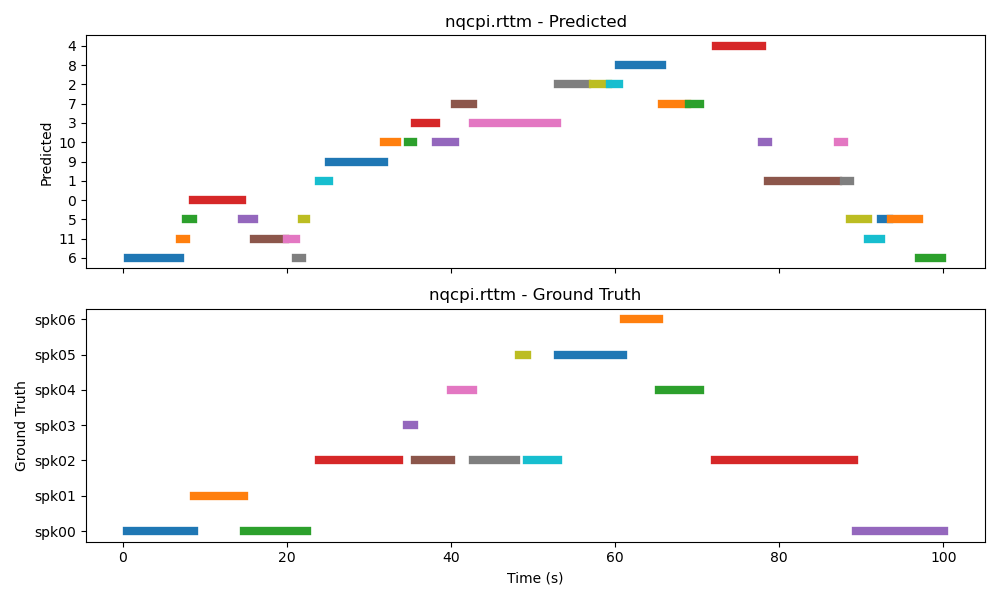 nqcpi.rttm - Predicted
4
8
2
7
3
10
9
1
0
5
11
6
Predicted
nqcpi.rttm - Ground Truth
spk06
spk05
spk04
spk03
spk02
spk01
spk00
Ground Truth
0 20 40 60 80 100
Time (s)